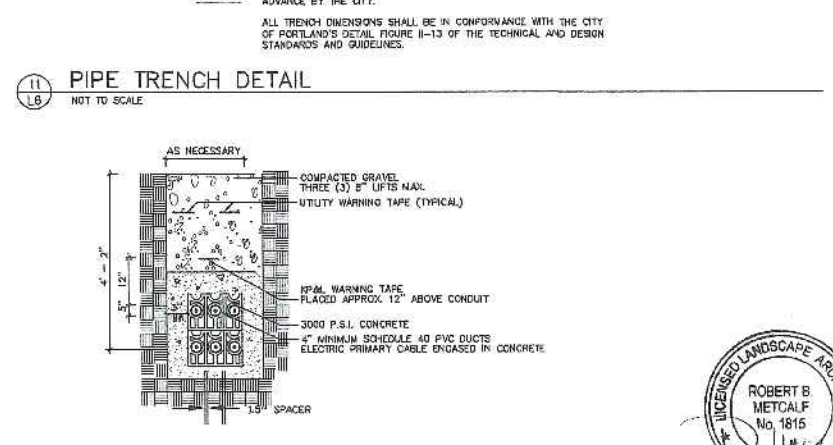 ADVANCE BY THE CITY.
ALL TRENCH DIMENSIONS SHALL BE IN CONFORMANCE WITH THE CITY
OF PORTLAND'S DETAIL FIGURE II-13 OF THE TECHNICAL AND DESIGN
STANDARDS AND GUIDELINES.
11
L6
PIPE TRENCH DETAIL
NOT TO SCALE
AS NECESSARY
COMPACTED GRAVEL
THREE (3) 8" LIFTS MAX.
UTILITY WARNING TAPE (TYPICAL)
4' - 2"
12"
5"
WARNING TAPE
PLACED APPROX. 12" ABOVE CONDUIT
3000 P.S.I. CONCRETE
4" MINIMUM SCHEDULE 40 PVC DUCTS
ELECTRIC PRIMARY CABLE ENCASED IN CONCRETE
1.5" SPACER
LICENSED LANDSCAPE
ROBERT B.
METCALF
No. 1815